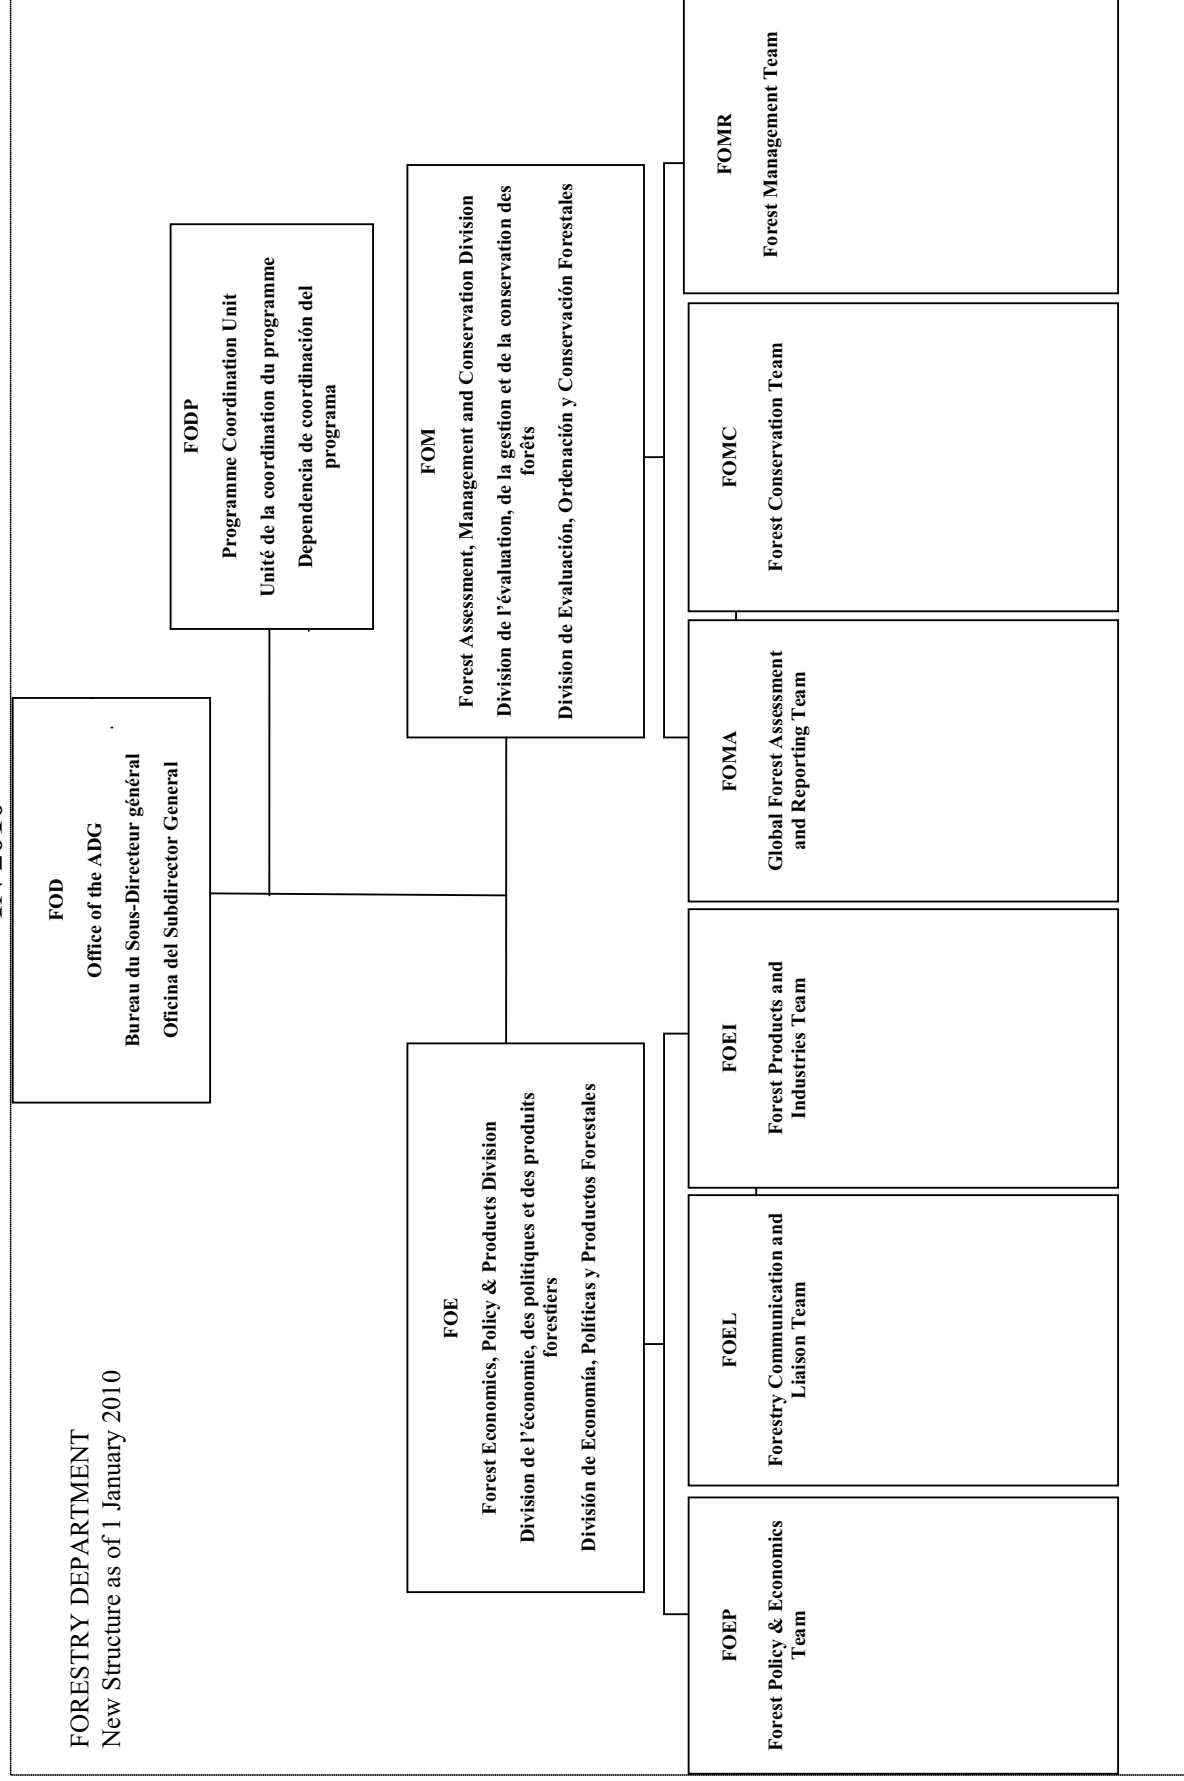 FORESTRY DEPARTMENT
New Structure as of 1 January 2010
FOD
Office of the ADG
Bureau du Sous-Directeur général
Oficina del Subdirector General
FODP
Programme Coordination Unit
Unité de la coordination du programme
Dependencia de coordinación del
programa
FOE
Forest Economics, Policy & Products Division
Division de l'économie, des politiques et des produits
forestiers
División de Economía, Políticas y Productos Forestales
FOM
Forest Assessment, Management and Conservation Division
Division de l'évaluation, de la gestion et de la conservation des
forêts
Division de Evaluación, Ordenación y Conservación Forestales
FOEP
Forest Policy & Economics
Team
FOEL
Forestry Communication and
Liaison Team
FOEI
Forest Products and
Industries Team
FOMA
Global Forest Assessment
and Reporting Team
FOMC
Forest Conservation Team
FOMR
Forest Management Team